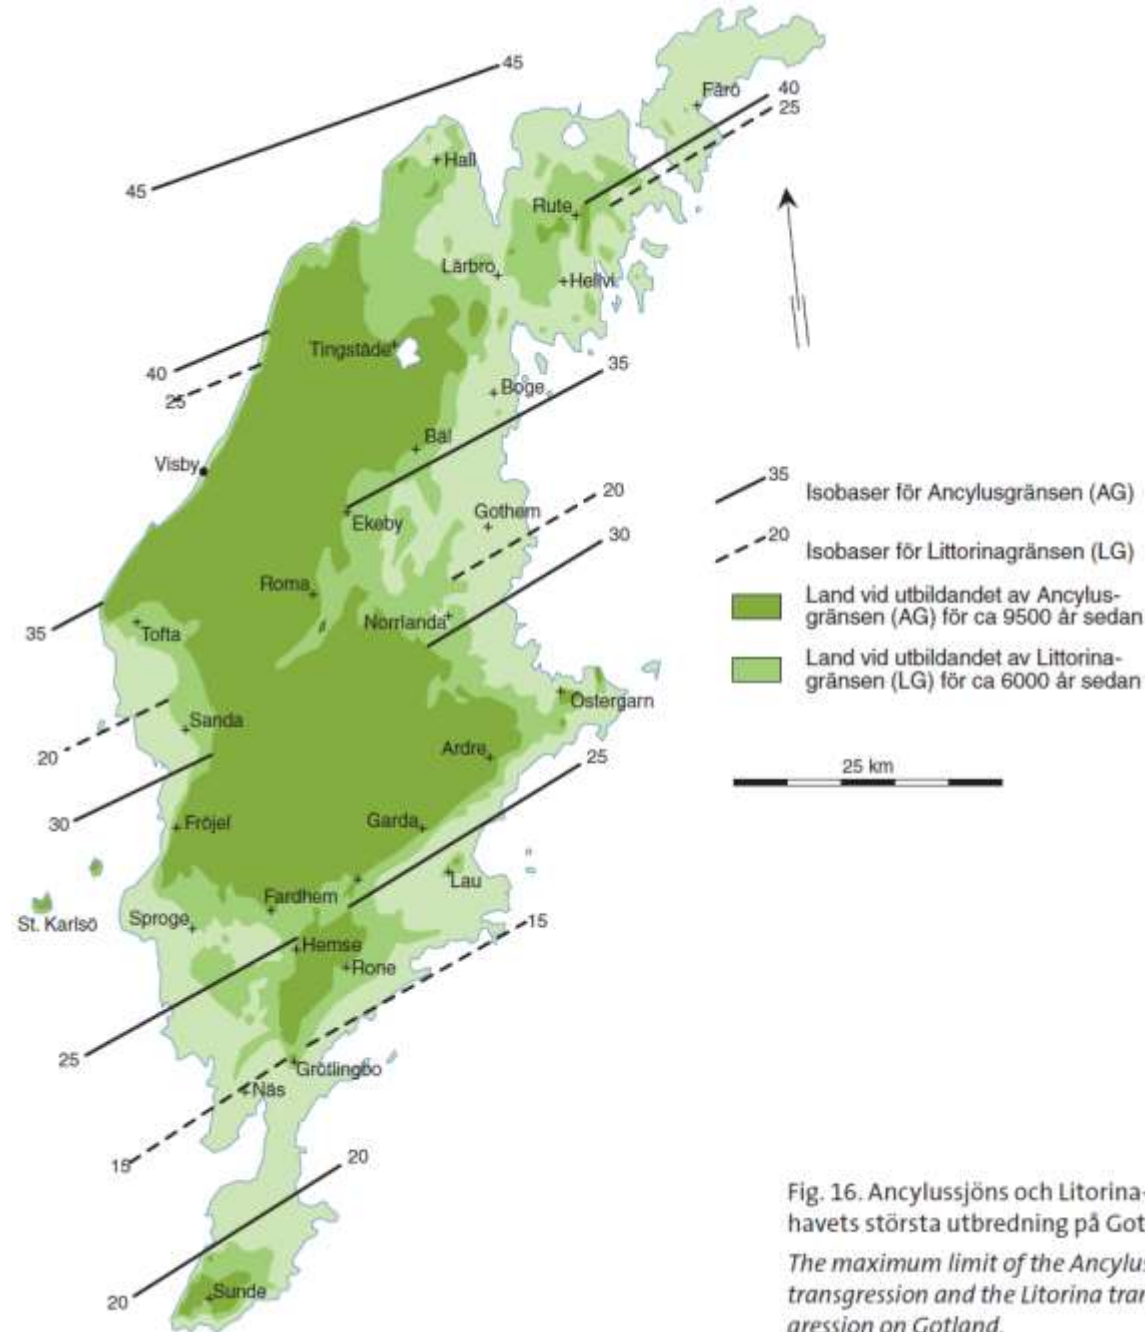 45
45
Fårö
40
25
Hall
Rute
Lärbro
Hellvi
Tingstäde
40
35
25
Boge
Bäl
Visby
35
20
Isobaser för Ancylusgränsen (AG)
Ekeby
Gothem
30
20
Isobaser för Littorinagränsen (LG)
Roma
Land vid utbildandet av Ancylus-
gränsen (AG) för ca 9500 år sedan
Norrlanda
35
Tofta
Land vid utbildandet av Littorina-
gränsen (LG) för ca 6000 år sedan
Östergarn
Sanda
20
Ardre
25
25 km
30
Fröjel
Garda
Lau
Fardhem
St. Karlsö
Sproge
15
Hemse
Rone
25
Grötlingbo
Näs
15
20
Fig. 16. Ancylussjöns och Litorina-
havets största utbredning på Got
The maximum limit of the Ancylus
transgression and the Litorina tran
gression on Gotland.
20
Sunde